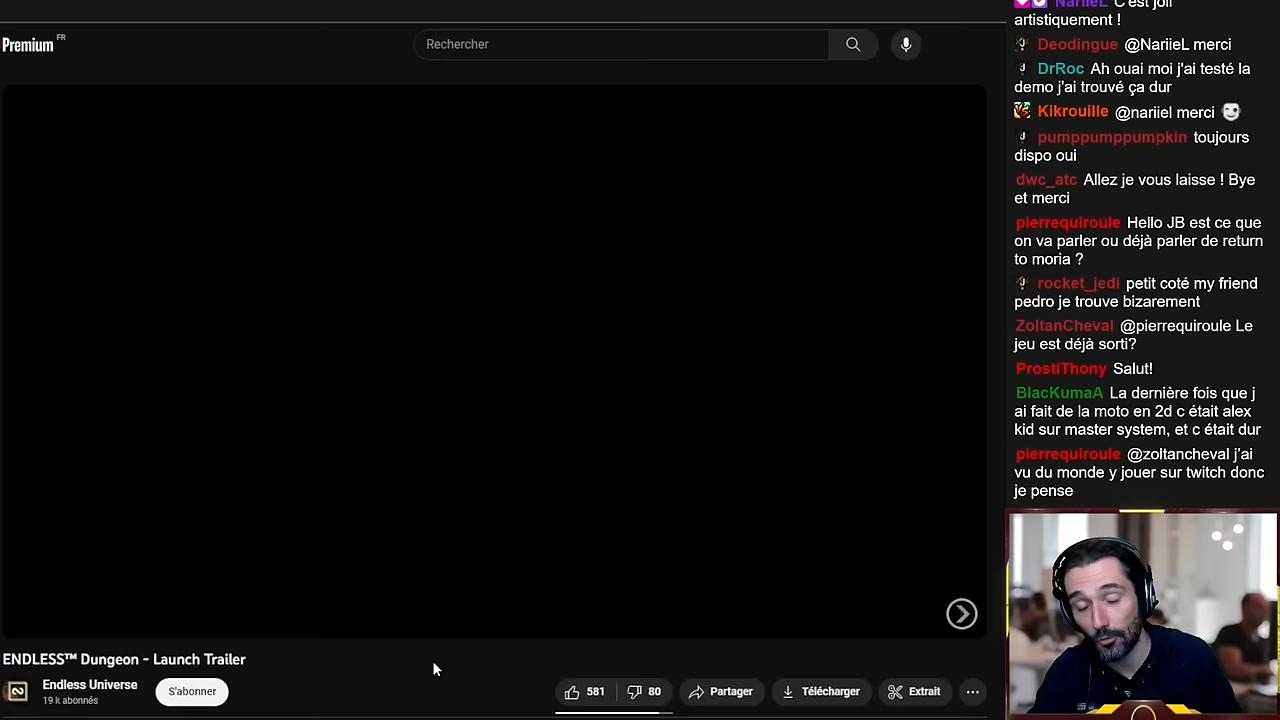 Premium FR
Rechercher
ENDLESS™ Dungeon - Launch Trailer
Endless Universe
19 k abonnés
S'abonner
581
80
Partager
Télécharger
Extrait
NariieL C'est joli
artistiquement !
Deodingue @NariieL merci
DrRoc Ah ouai moi j'ai testé la
demo j'ai trouvé ça dur
Kikrouille @nariiel merci
pumppumppumpkin toujours
dispo oui
dwc_atc Allez je vous laisse ! Bye
et merci
pierrequiroule Hello JB est ce que
on va parler ou déjà parler de return
to moria ?
rocket_jedi petit coté my friend
pedro je trouve bizarement
ZoltanCheval @pierrequiroule Le
jeu est déjà sorti?
ProstiThony Salut!
BlacKumaA La dernière fois que j
ai fait de la moto en 2d c était alex
kid sur master system, et c était dur
pierrequiroule @zoltancheval j'ai
vu du monde y jouer sur twitch donc
je pense